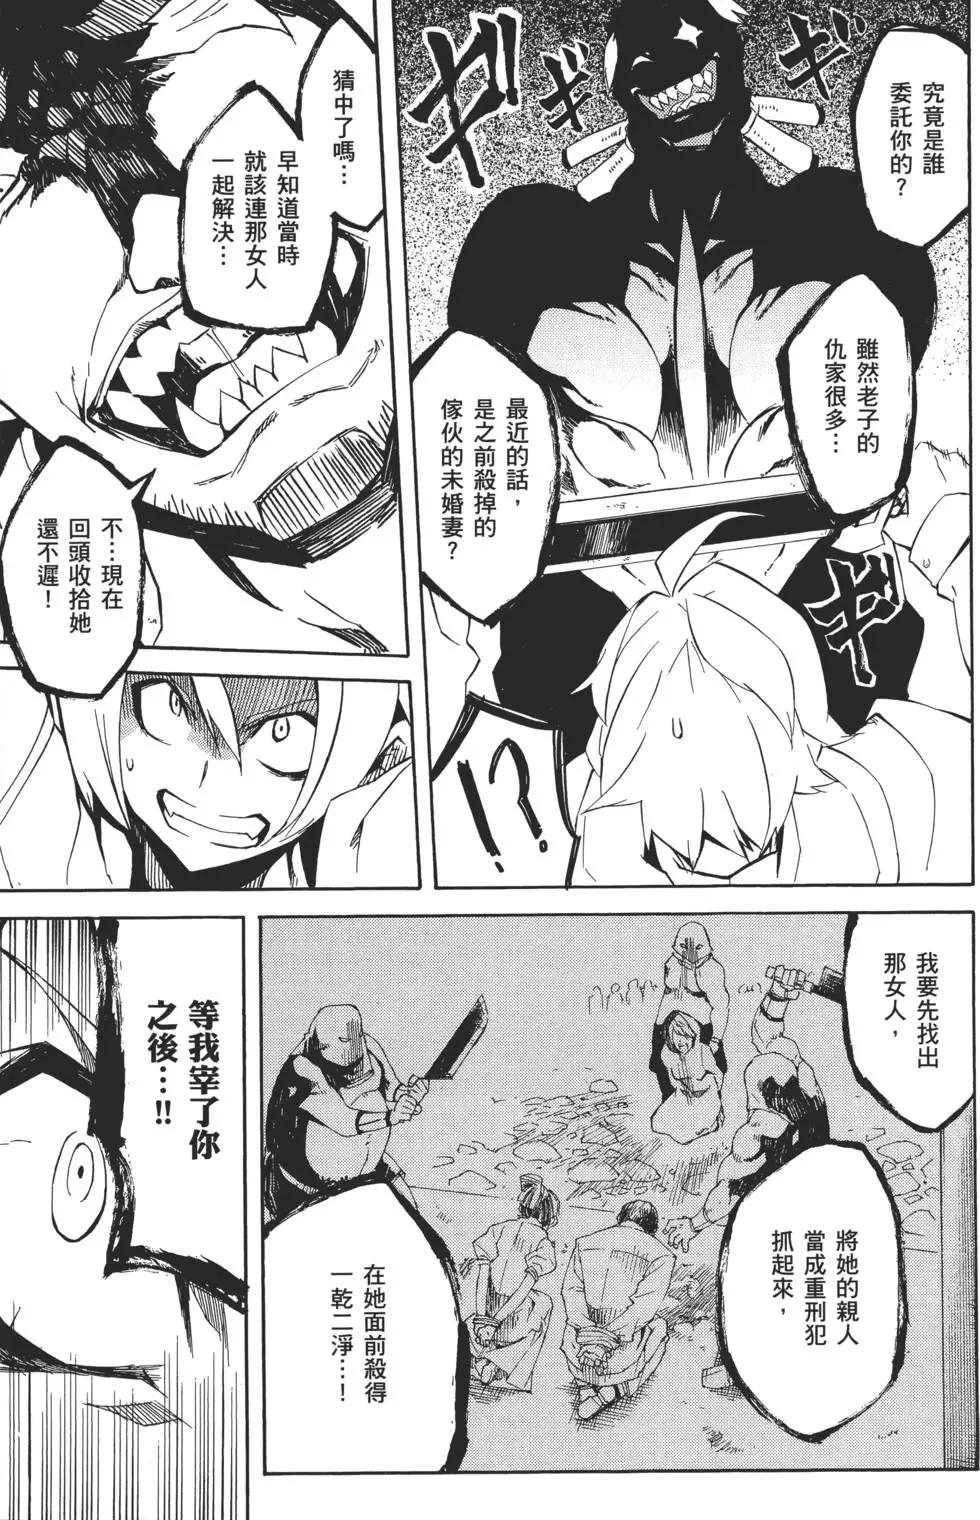 究竟是誰
委託你的？
ギ
ギ
ギ
ギ
雖然老子的
仇家很多…
最近的話，
是之前殺掉的
傢伙的未婚妻？
!?
猜中了嗎…
早知道當時
就該連那女人
一起解決…
不…現在
回頭收拾她
還不遲！
我要先找出
那女人，
將她的親人
當成重刑犯
抓起來，
在她面前殺得
一乾二淨…！
等我宰了你
之後…!!